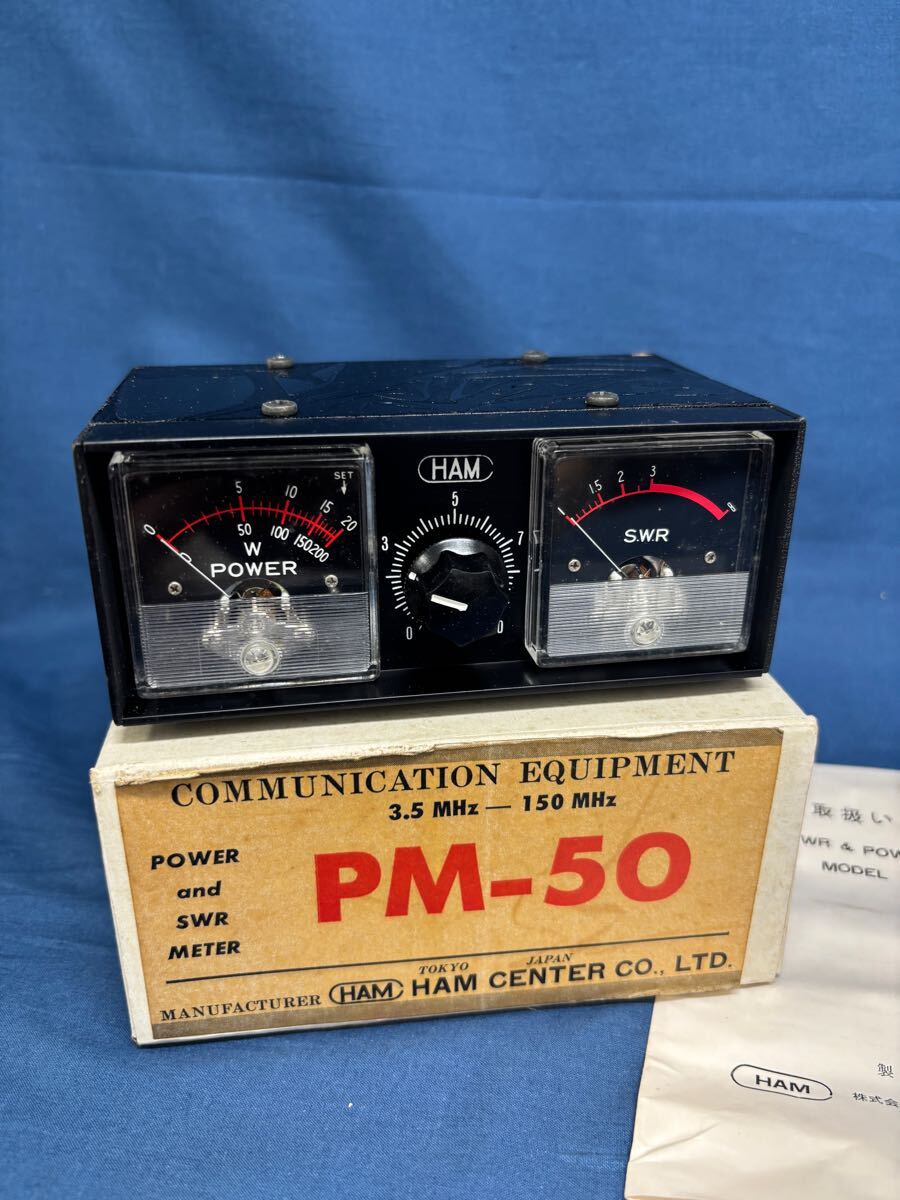 HAM
SET
0 5 10 15 20
0 50 100 150 200
W
POWER
3 5 7
0 0
1 1.5 2 3 ∞
S.W.R
COMMUNICATION EQUIPMENT
3.5 MHz — 150 MHz
POWER
and
SWR
METER
PM-50
TOKYO JAPAN
MANUFACTURER HAM HAM CENTER CO., LTD.
取扱い
WR & POW
MODEL
製
HAM 株式会